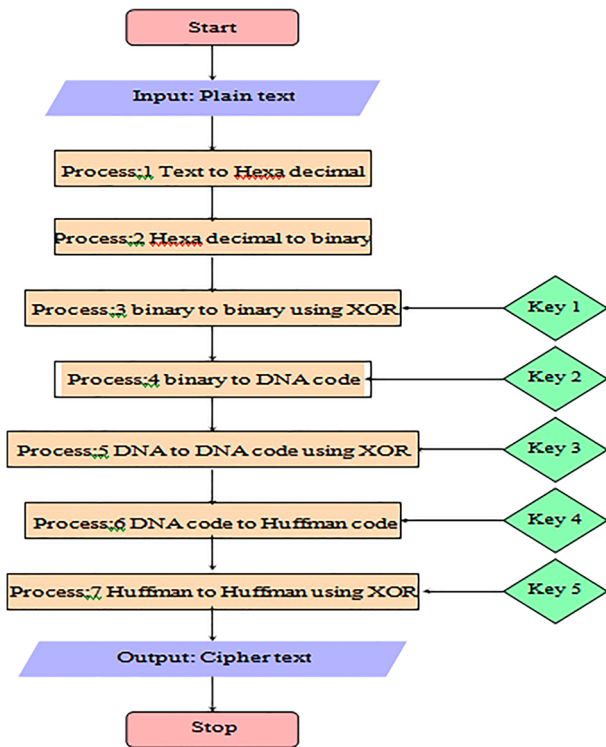 Start
Input: Plain text
Process:1 Text to Hexa decimal
Process:2 Hexa decimal to binary
Process:3 binary to binary using XOR
Key 1
Process:4 binary to DNA code
Key 2
Process:5 DNA to DNA code using XOR
Key 3
Process:6 DNA code to Huffman code
Key 4
Process:7 Huffman to Huffman using XOR
Key 5
Output: Cipher text
Stop